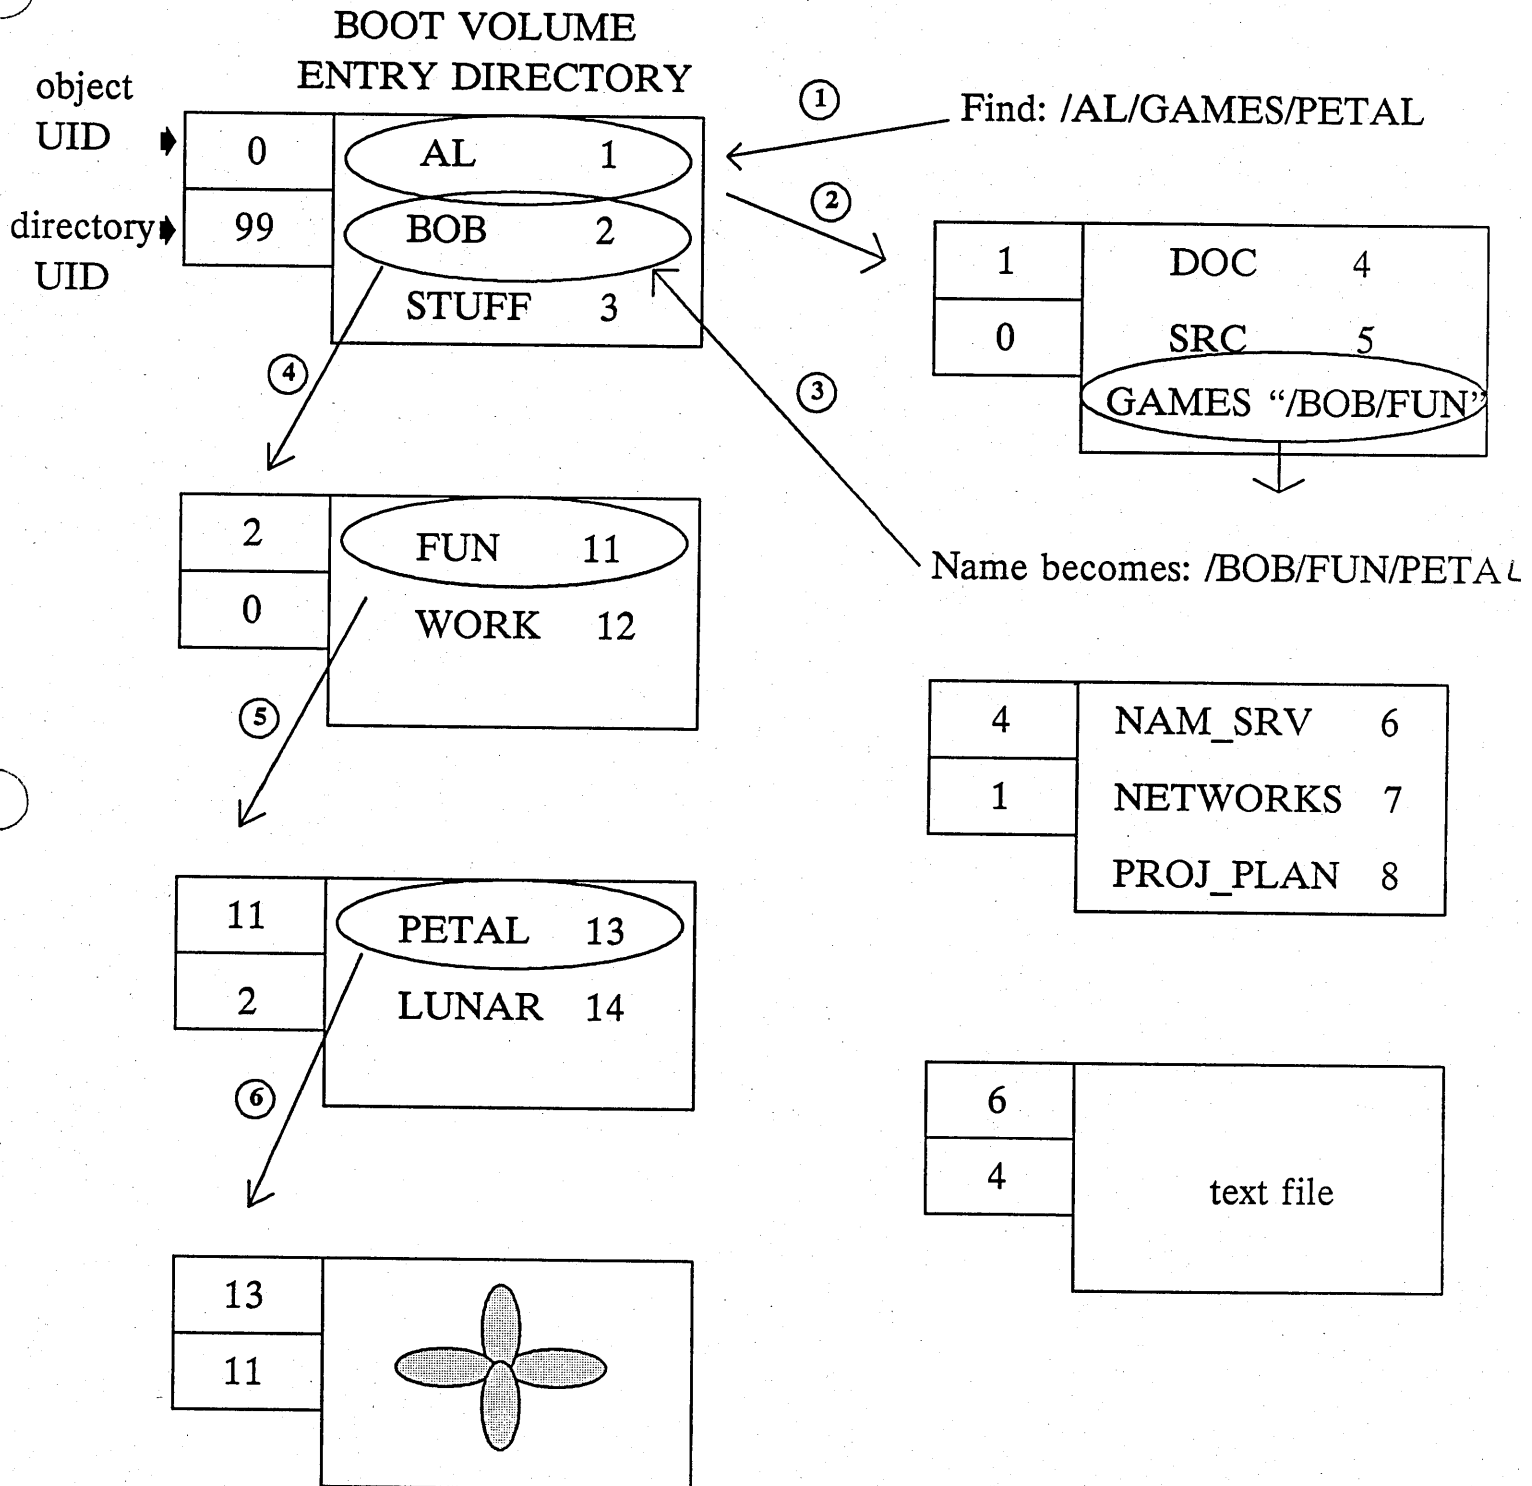 BOOT VOLUME
ENTRY DIRECTORY
object
UID
directory
UID
0
99
AL 1
BOB 2
STUFF 3
1
Find: /AL/GAMES/PETAL
2
1
0
DOC 4
SRC 5
GAMES “/BOB/FUN”
3
Name becomes: /BOB/FUN/PETAL
4
2
0
FUN 11
WORK 12
5
4
1
NAM_SRV 6
NETWORKS 7
PROJ_PLAN 8
11
2
PETAL 13
LUNAR 14
6
6
4
text file
13
11